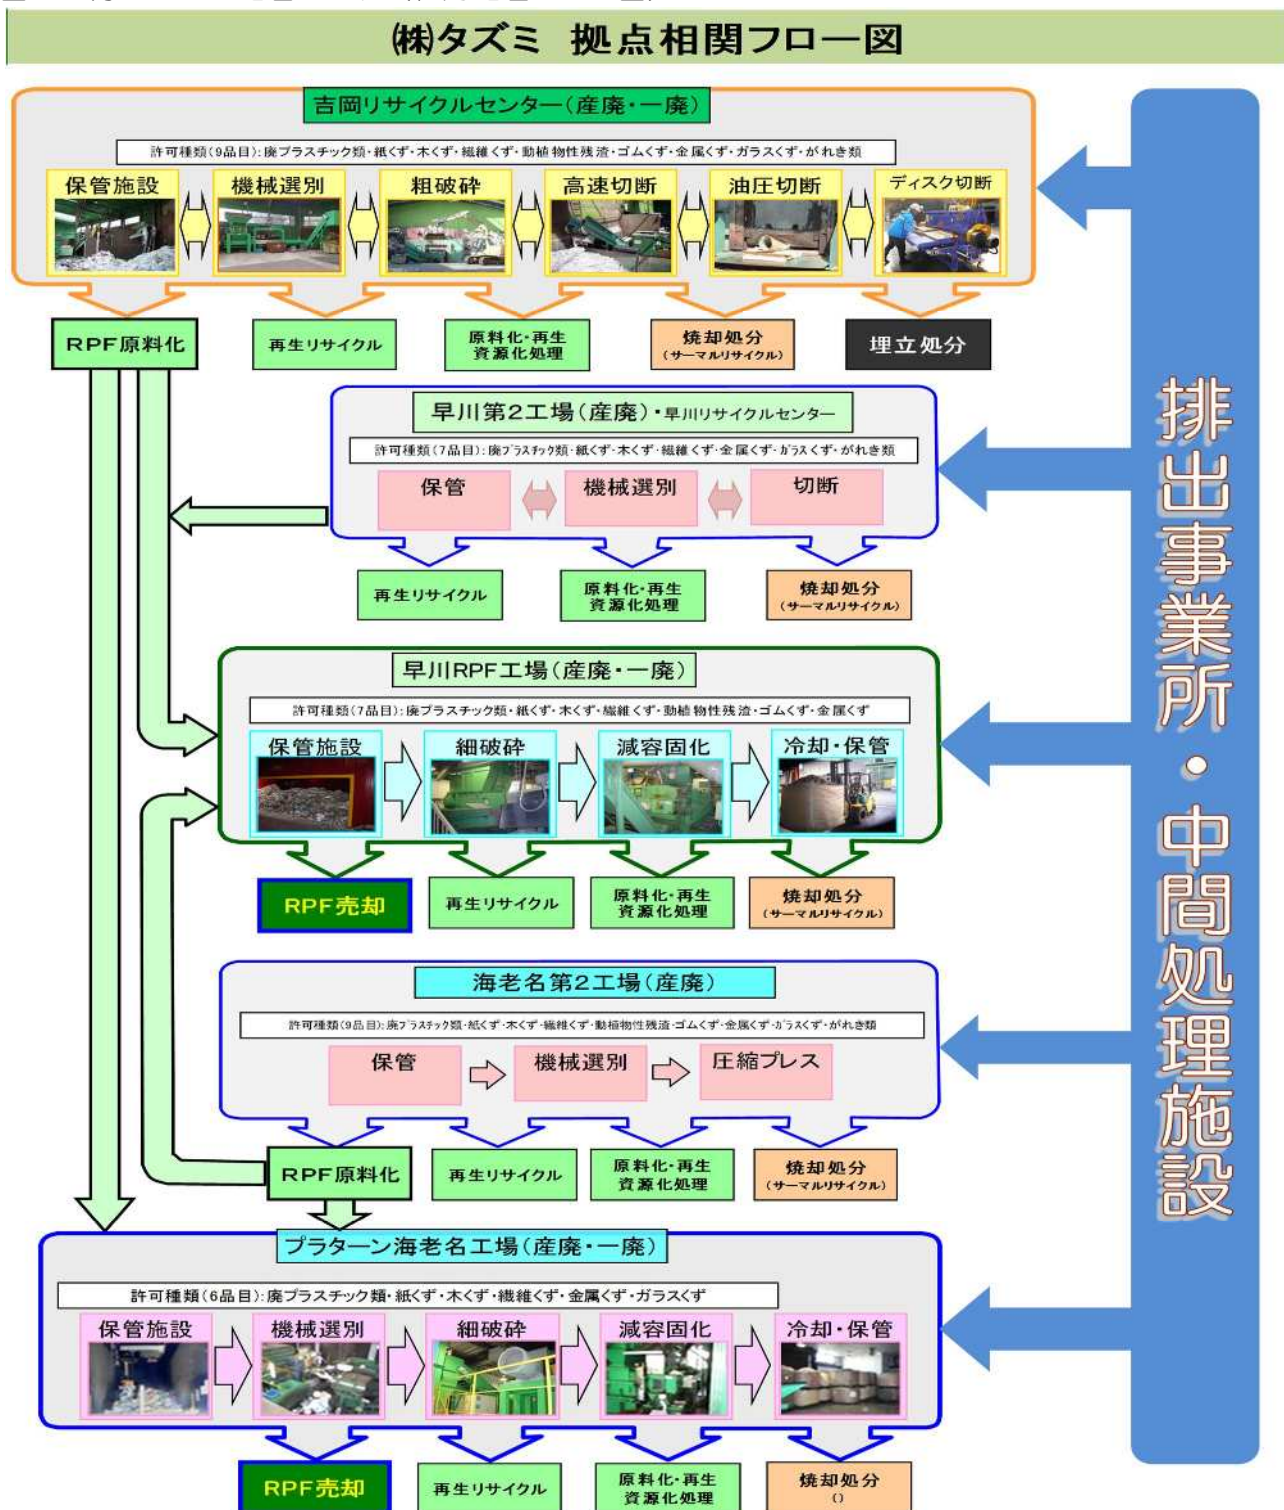 ㈱タズミ 拠点相関フロー図
吉岡リサイクルセンター(産廃・一廃)
許可種類(9品目):廃プラスチック類・紙くず・木くず・繊維くず・動植物性残渣・ゴムくず・金属くず・ガラスくず・がれき類
保管施設
機械選別
粗破砕
高速切断
油圧切断
ディスク切断
RPF原料化
再生リサイクル
原料化・再生
資源化処理
焼却処分
(サーマルリサイクル)
埋立処分
早川第2工場(産廃)・早川リサイクルセンター
許可種類(7品目):廃プラスチック類・紙くず・木くず・繊維くず・金属くず・ガラスくず・がれき類
保管
機械選別
切断
再生リサイクル
原料化・再生
資源化処理
焼却処分
(サーマルリサイクル)
早川RPF工場(産廃・一廃)
許可種類(7品目):廃プラスチック類・紙くず・木くず・繊維くず・動植物性残渣・ゴムくず・金属くず
保管施設
細破砕
減容固化
冷却・保管
RPF売却
再生リサイクル
原料化・再生
資源化処理
焼却処分
(サーマルリサイクル)
海老名第2工場(産廃)
許可種類(9品目):廃プラスチック類・紙くず・木くず・繊維くず・動植物性残渣・ゴムくず・金属くず・ガラスくず・がれき類
保管
機械選別
圧縮プレス
RPF原料化
再生リサイクル
原料化・再生
資源化処理
焼却処分
(サーマルリサイクル)
プラターン海老名工場(産廃・一廃)
許可種類(6品目):廃プラスチック類・紙くず・木くず・繊維くず・金属くず・ガラスくず
保管施設
機械選別
細破砕
減容固化
冷却・保管
RPF売却
再生リサイクル
原料化・再生
資源化処理
焼却処分
()
排出事業所・中間処理施設